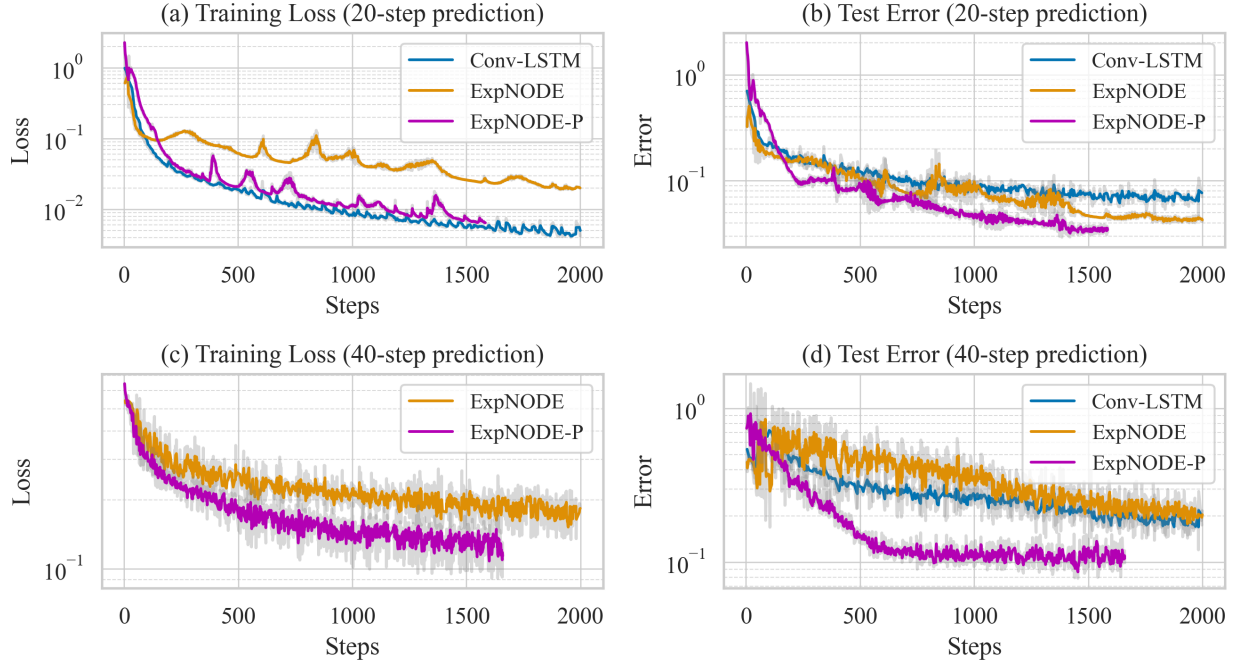 (a) Training Loss (20-step prediction)
Loss
10^0
10^-1
10^-2
Conv-LSTM
ExpNODE
ExpNODE-P
0 500 1000 1500 2000
Steps
(b) Test Error (20-step prediction)
Error
10^0
10^-1
Conv-LSTM
ExpNODE
ExpNODE-P
0 500 1000 1500 2000
Steps
(c) Training Loss (40-step prediction)
Loss
10^-1
ExpNODE
ExpNODE-P
0 500 1000 1500 2000
Steps
(d) Test Error (40-step prediction)
Error
10^0
10^-1
Conv-LSTM
ExpNODE
ExpNODE-P
0 500 1000 1500 2000
Steps